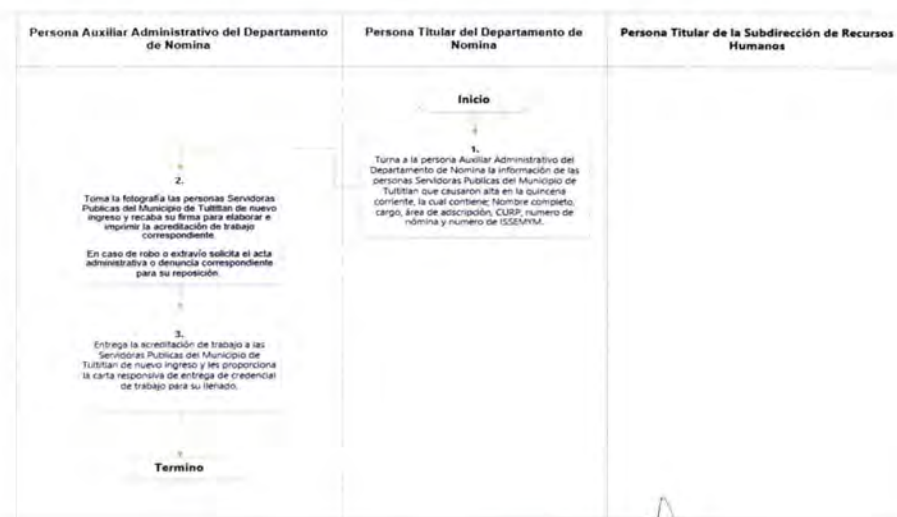 Persona Auxiliar Administrativo del Departamento
de Nomina
Persona Titular del Departamento de
Nomina
Persona Titular de la Subdirección de Recursos
Humanos
Inicio
1.
Turna a la persona Auxiliar Administrativo del
Departamento de Nomina la información de las
personas Servidoras Publicas del Municipio de
Tultitlan que causaron alta en la quincena
corriente, la cual contiene; Nombre completo,
cargo, área de adscripción, CURP, numero de
nómina y numero de ISSEMYM.
2.
Toma la fotografía las personas Servidoras
Publicas del Municipio de Tultitlan de nuevo
ingreso y recaba su firma para elaborar e
imprimir la acreditación de trabajo
correspondiente.
En caso de robo o extravío solicita el acta
administrativa o denuncia correspondiente
para su reposición.
3.
Entrega la acreditación de trabajo a las
Servidoras Publicas del Municipio de
Tultitlan de nuevo ingreso y les proporciona
la carta responsiva de entrega de credencial
de trabajo para su llenado.
Termino